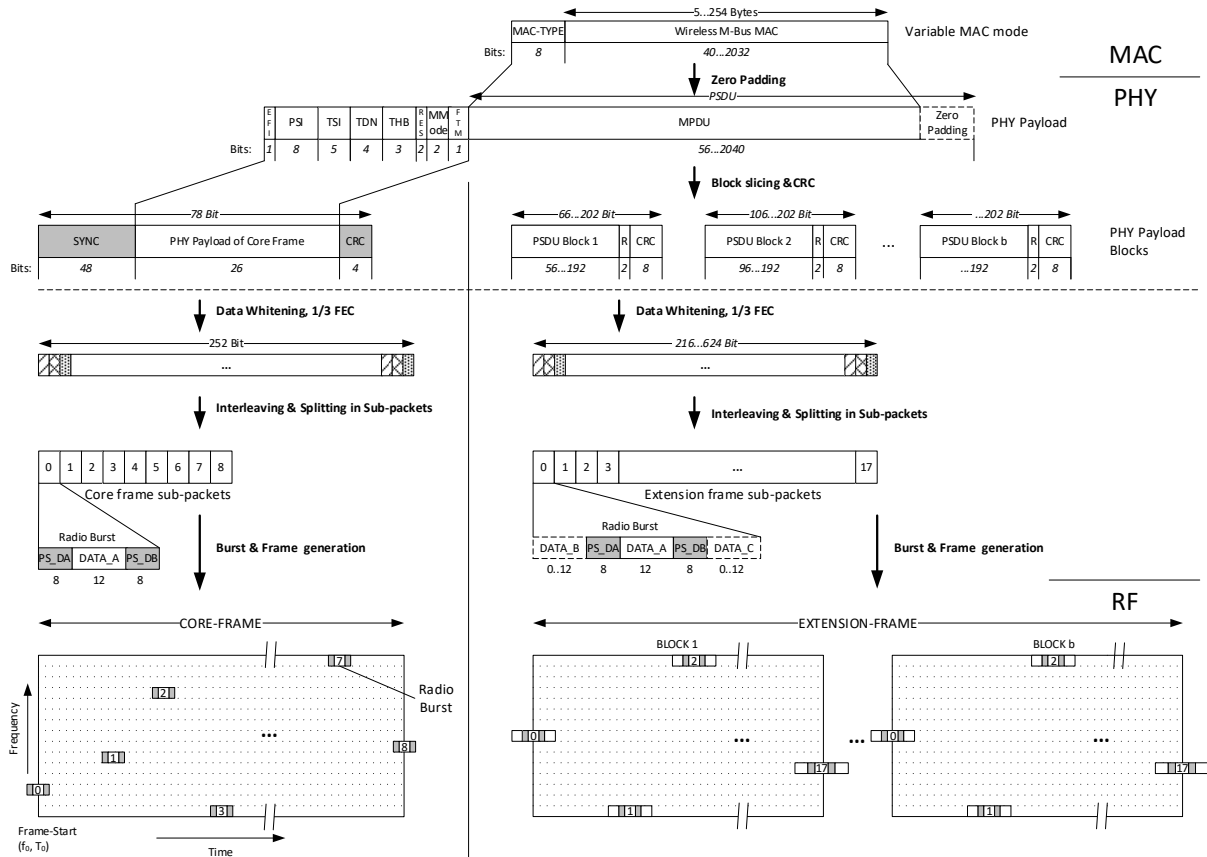 5...254 Bytes
MAC-TYPE Wireless M-Bus MAC Variable MAC mode
Bits: 8 40...2032
MAC
Zero Padding
PSDU
PHY
EFI PSI TSI TDN THB RES MMode FTM MPDU Zero Padding PHY Payload
Bits: 1 8 5 4 3 2 2 1 56...2040
Block slicing &CRC
78 Bit 66...202 Bit 106...202 Bit ...202 Bit
SYNC PHY Payload of Core Frame CRC PSDU Block 1 R CRC PSDU Block 2 R CRC ... PSDU Block b R CRC PHY Payload Blocks
Bits: 48 26 4 56...192 2 8 96...192 2 8 ...192 2 8
Data Whitening, 1/3 FEC Data Whitening, 1/3 FEC
252 Bit 216...624 Bit
... ...
Interleaving & Splitting in Sub-packets Interleaving & Splitting in Sub-packets
0 1 2 3 4 5 6 7 8 0 1 2 3 ... 17
Core frame sub-packets Extension frame sub-packets
Radio Burst Radio Burst
PS_DA DATA_A PS_DB DATA_B PS_DA DATA_A PS_DB DATA_C
8 12 8 0..12 8 12 8 0..12
Burst & Frame generation Burst & Frame generation
RF
CORE-FRAME EXTENSION-FRAME
BLOCK 1 BLOCK b
7 2 2
2 Radio Burst
Frequency
... 0 ... ... 0 ...
1 8 17 17
0
3 1 1
Frame-Start
(f₀, T₀) Time